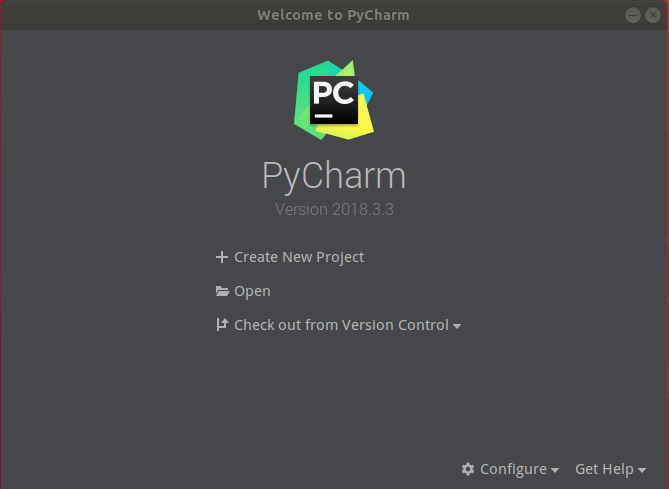 Welcome to PyCharm
PC
PyCharm
Version 2018.3.3
Create New Project
Open
Check out from Version Control
Configure
Get Help